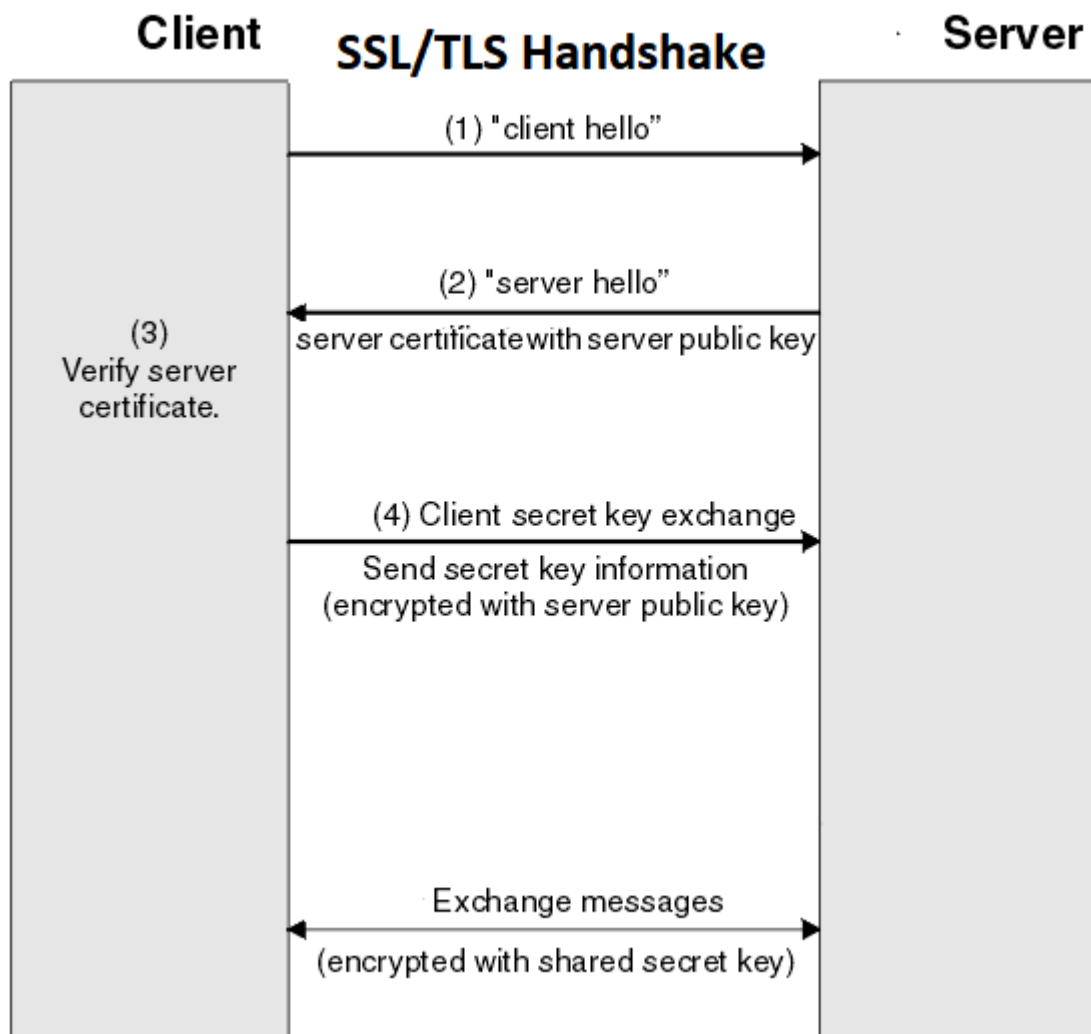 Client
SSL/TLS Handshake
Server
(1) "client hello”
(2) "server hello”
server certificate with server public key
(3)
Verify server
certificate.
(4) Client secret key exchange
Send secret key information
(encrypted with server public key)
Exchange messages
(encrypted with shared secret key)